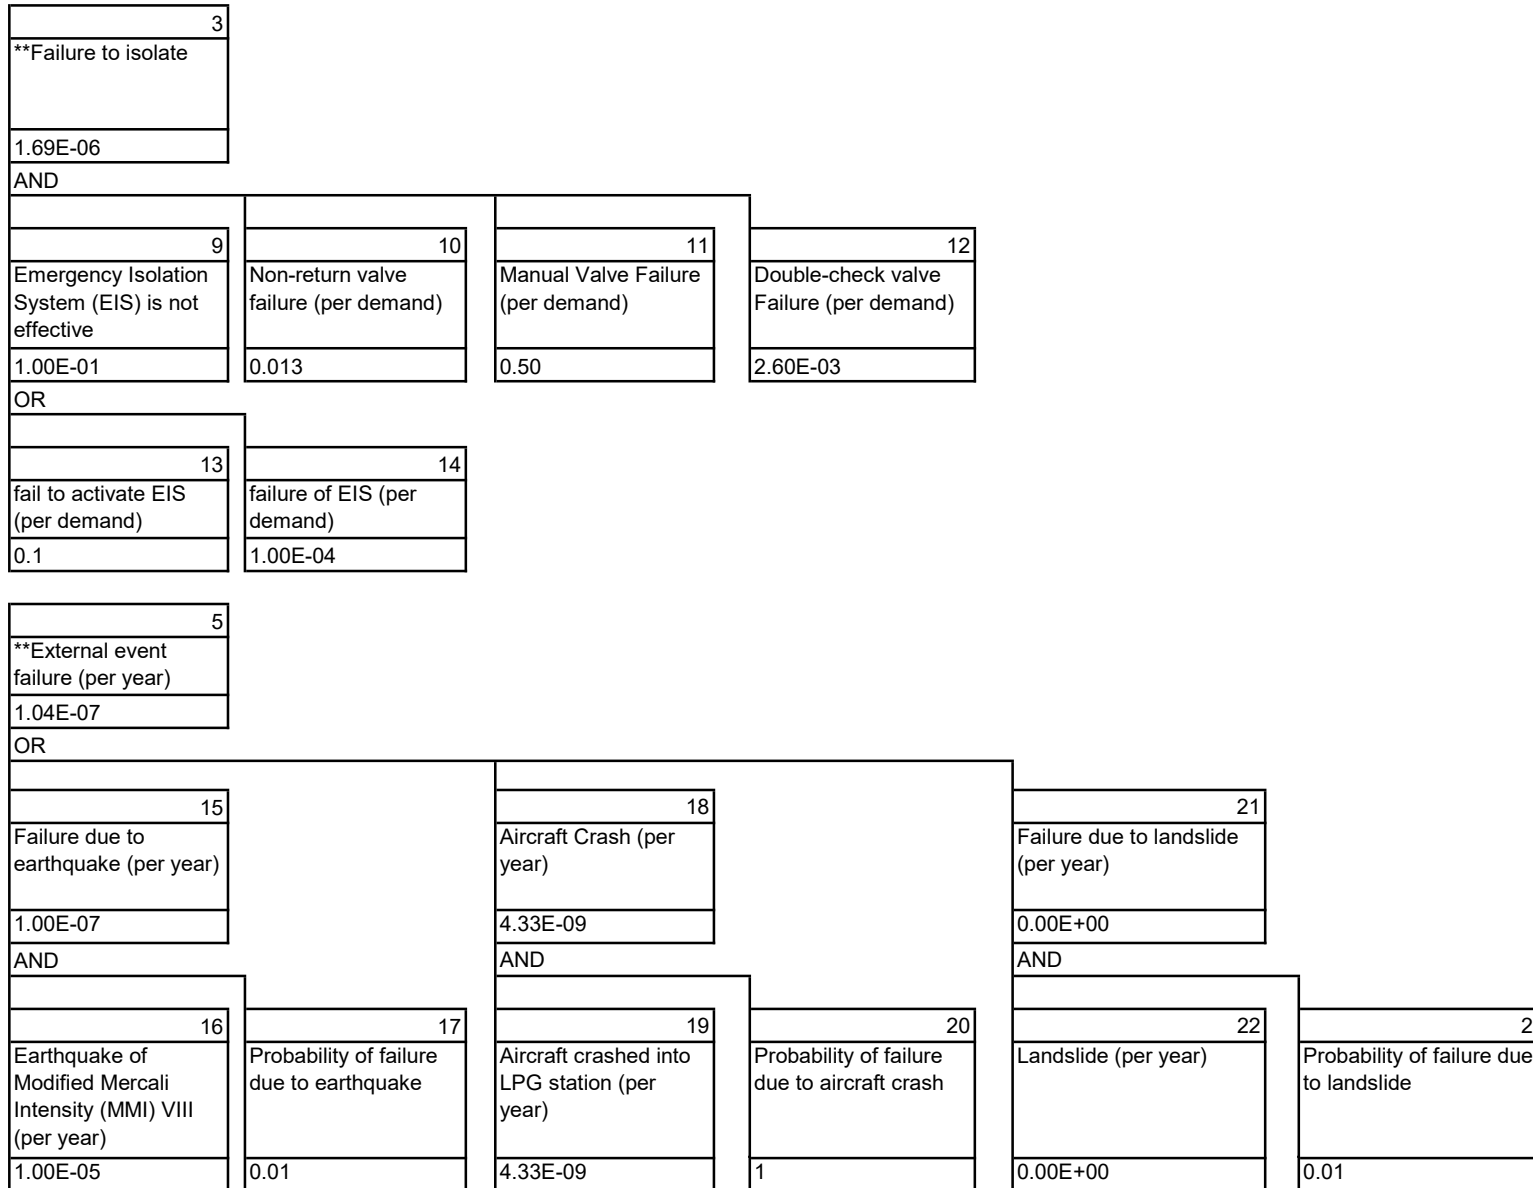 3
**Failure to isolate
1.69E-06
AND
9
Emergency Isolation
System (EIS) is not
effective
1.00E-01
10
Non-return valve
failure (per demand)
0.013
11
Manual Valve Failure
(per demand)
0.50
12
Double-check valve
Failure (per demand)
2.60E-03
OR
13
fail to activate EIS
(per demand)
0.1
14
failure of EIS (per
demand)
1.00E-04
5
**External event
failure (per year)
1.04E-07
OR
15
Failure due to
earthquake (per year)
1.00E-07
18
Aircraft Crash (per
year)
4.33E-09
21
Failure due to landslide
(per year)
0.00E+00
AND
AND
AND
16
Earthquake of
Modified Mercali
Intensity (MMI) VIII
(per year)
1.00E-05
17
Probability of failure
due to earthquake
0.01
19
Aircraft crashed into
LPG station (per
year)
4.33E-09
20
Probability of failure
due to aircraft crash
1
22
Landslide (per year)
0.00E+00
2
Probability of failure due
to landslide
0.01